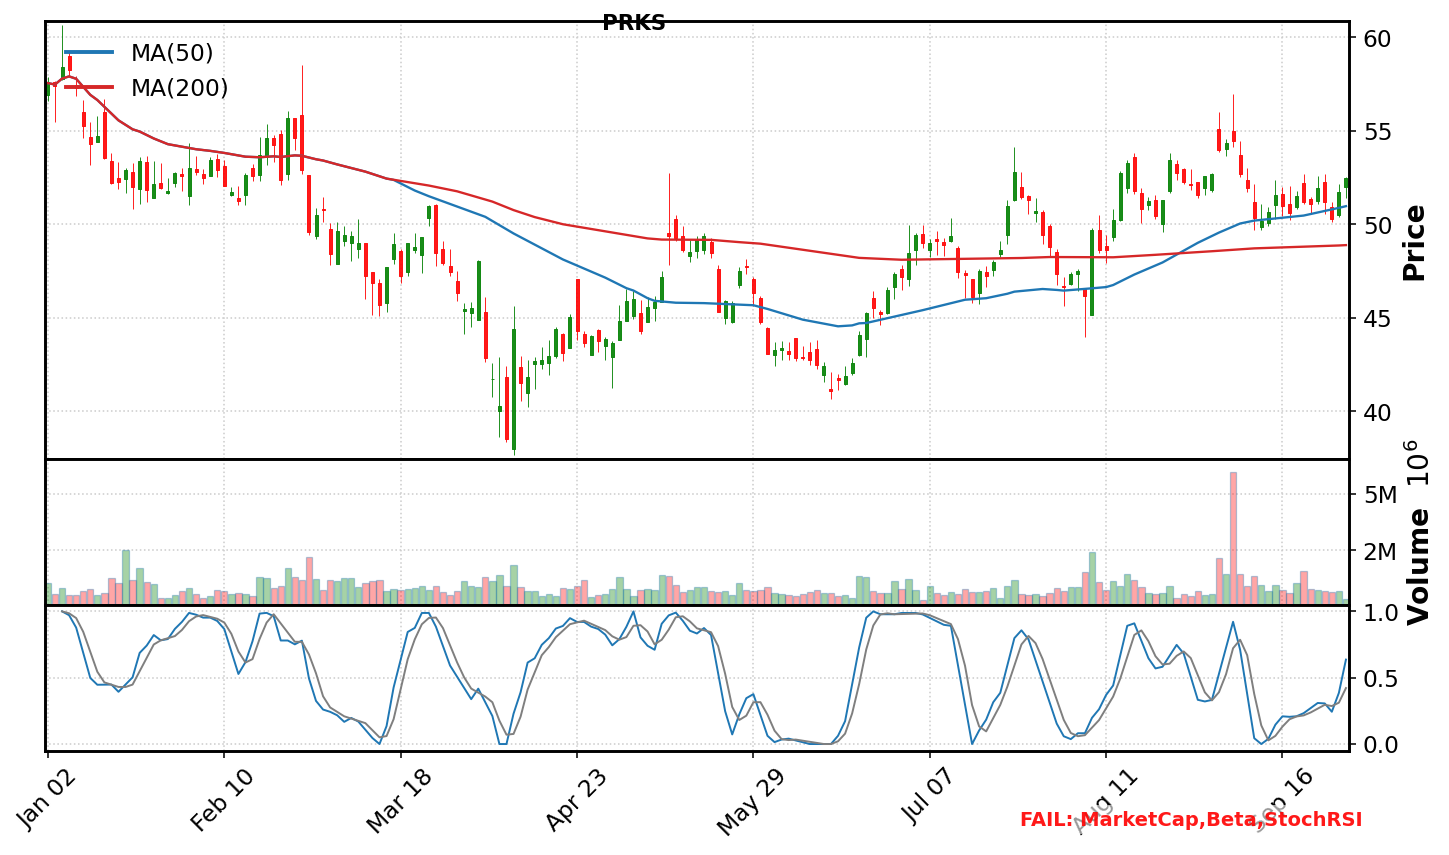 PRKS
MA(50)
MA(200)
60
55
50
45
40
Price
5M
2M
Volume 10^6
1.0
0.5
0.0
Jan 02
Feb 10
Mar 18
Apr 23
May 29
Jul 07
Aug 11
Sep 16
FAIL: MarketCap,Beta,StochRSI